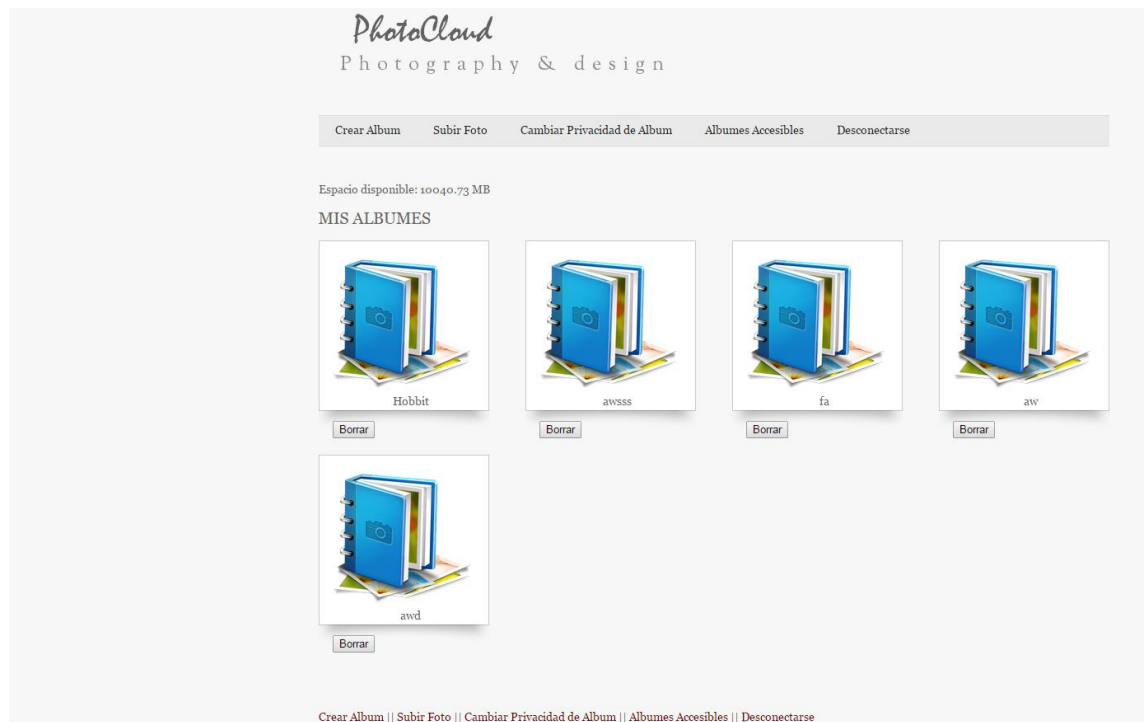 PhotoCloud
Photography & design
Crear Album Subir Foto Cambiar Privacidad de Album Albumes Accesibles Desconectarse
Espacio disponible: 10040.73 MB
MIS ALBUMES
Hobbit awsss fa aw
Borrar Borrar Borrar Borrar
awd
Borrar
Crear Album || Subir Foto || Cambiar Privacidad de Album || Albumes Accesibles || Desconectarse